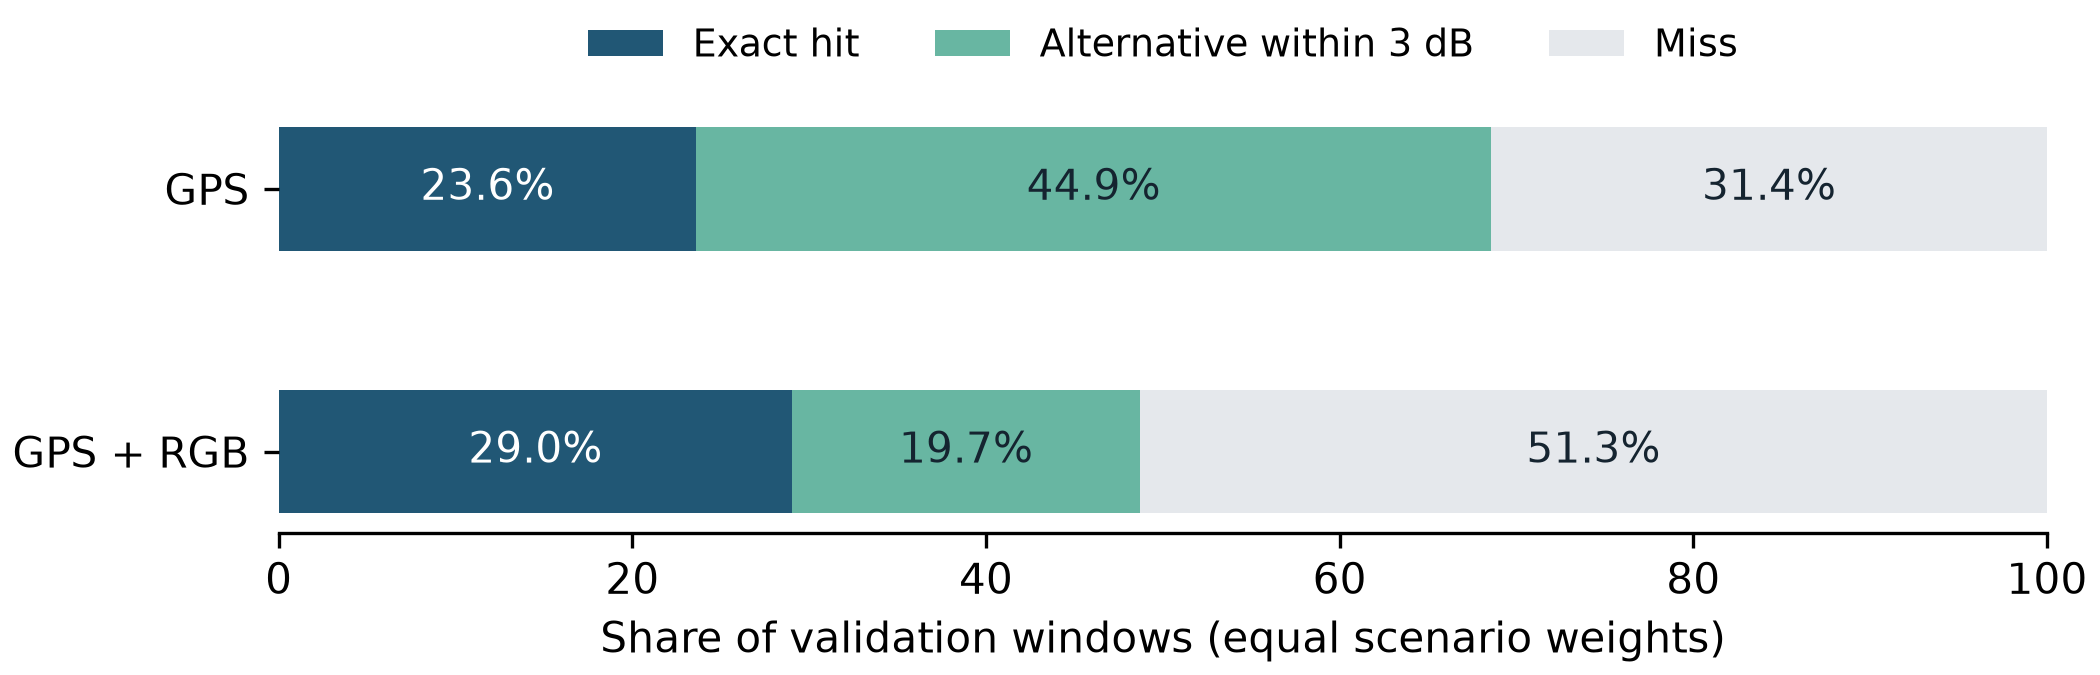 Exact hit Alternative within 3 dB Miss
GPS 23.6% 44.9% 31.4%
GPS + RGB 29.0% 19.7% 51.3%
0 20 40 60 80 100
Share of validation windows (equal scenario weights)